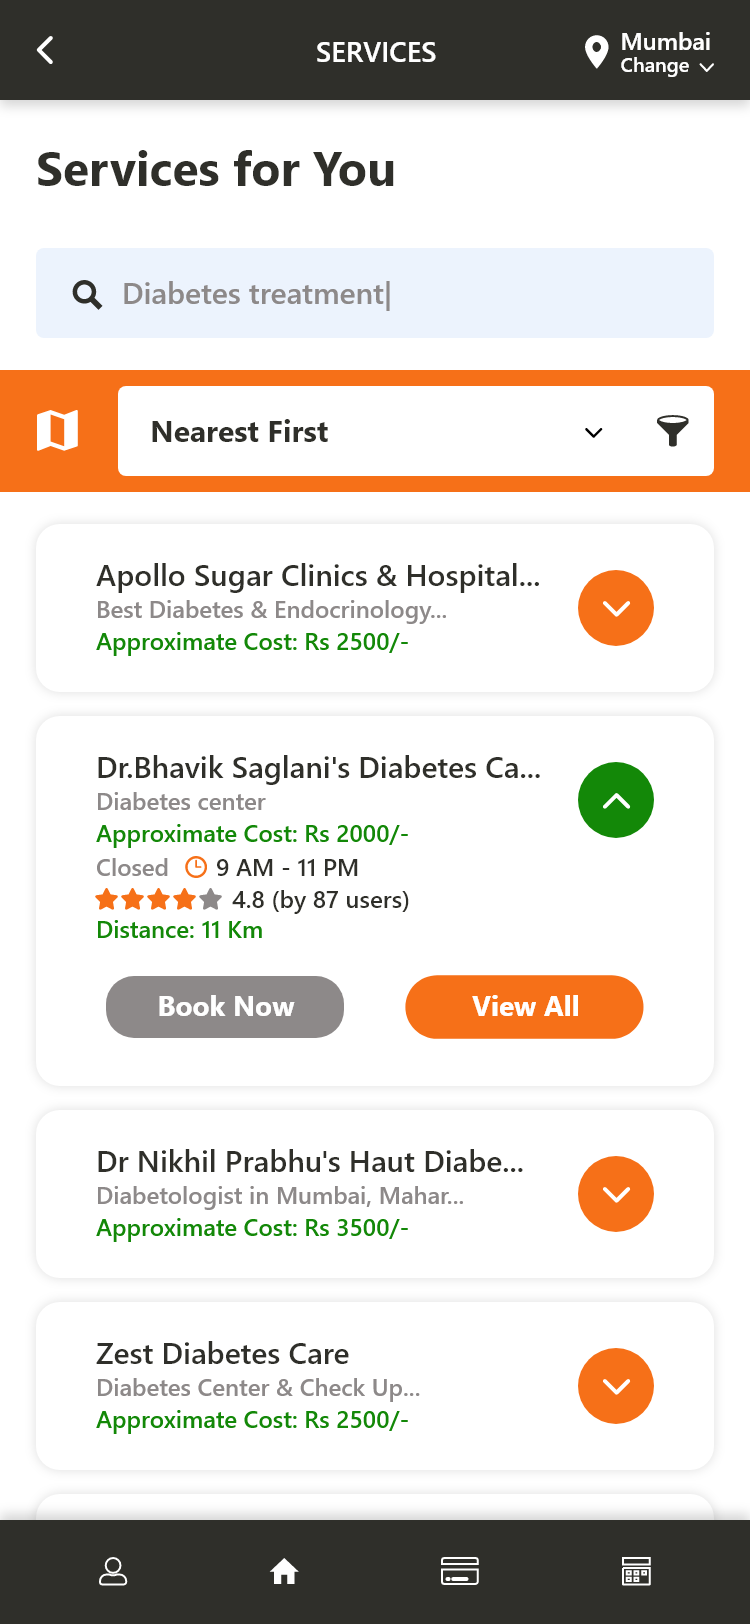 SERVICES
Mumbai
Change
Services for You
Diabetes treatment|
Nearest First
Apollo Sugar Clinics & Hospital...
Best Diabetes & Endocrinology...
Approximate Cost: Rs 2500/-
Dr.Bhavik Saglani's Diabetes Ca...
Diabetes center
Approximate Cost: Rs 2000/-
Closed 9 AM - 11 PM
4.8 (by 87 users)
Distance: 11 Km
Book Now View All
Dr Nikhil Prabhu's Haut Diabe...
Diabetologist in Mumbai, Mahar...
Approximate Cost: Rs 3500/-
Zest Diabetes Care
Diabetes Center & Check Up...
Approximate Cost: Rs 2500/-